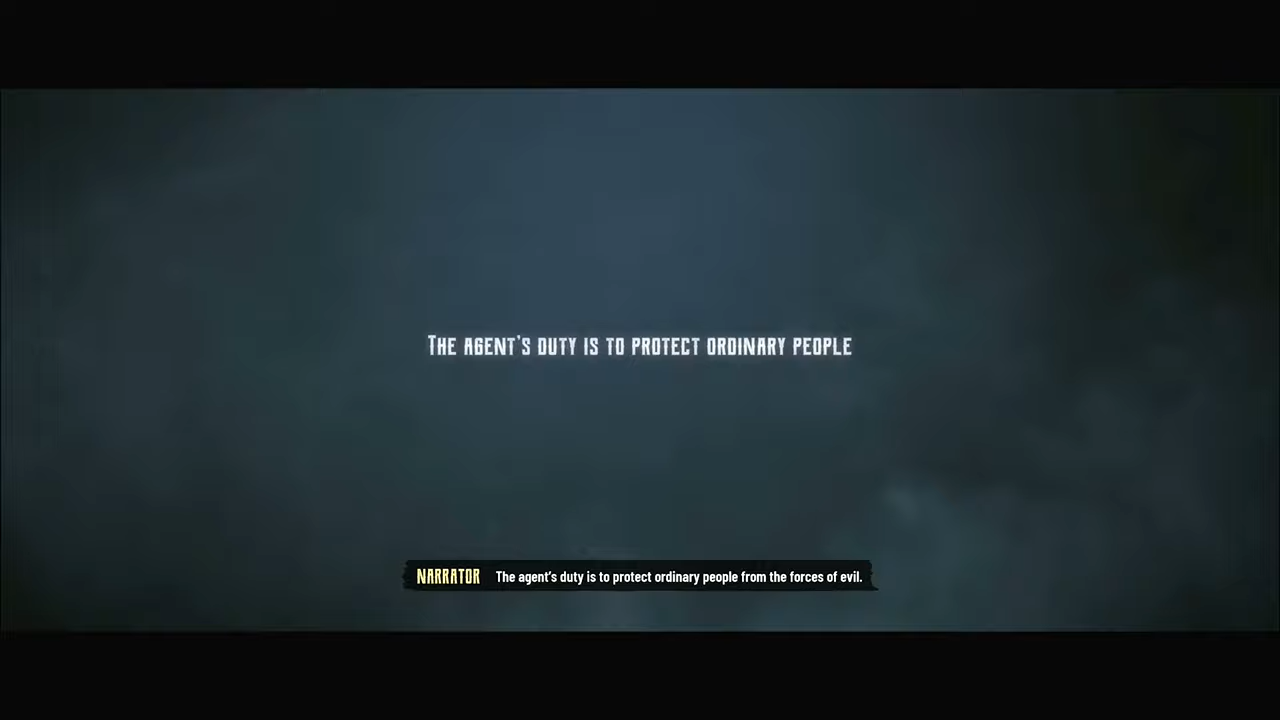 THE AGENT'S DUTY IS TO PROTECT ORDINARY PEOPLE
NARRATOR The agent's duty is to protect ordinary people from the forces of evil.